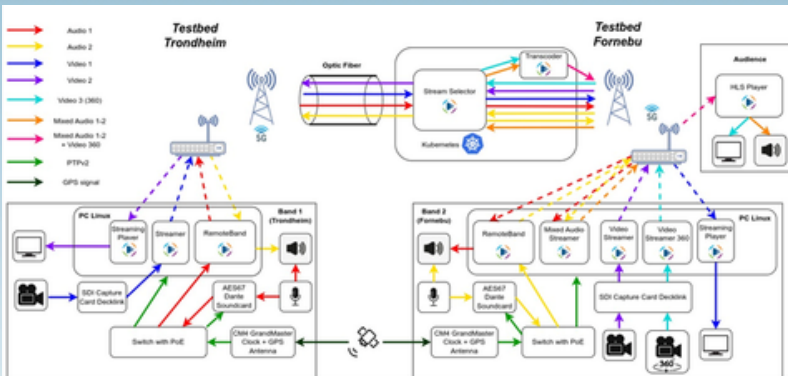 Testbed
Trondheim
Testbed
Fornebu
Audio 1
Audio 2
Video 1
Video 2
Video 3 (360)
Mixed Audio 1-2
Mixed Audio 1-2
+ Video 360
PTPv2
GPS signal
5G
Optic Fiber
Stream Selector
Transcoder
Kubernetes
5G
Audience
HLS Player
PC Linux
Band 1
(Trondheim)
Streaming
Player
Streamer
RemoteBand
SDI Capture
Card Decklink
AES67
Dante
Soundcard
Switch with PoE
CM4 GrandMaster
Clock + GPS
Antenna
Band 2
(Fornebu)
PC Linux
RemoteBand
Mixed Audio
Streamer
Video
Streamer
Video
Streamer 360
Streaming
Player
AES67
Dante
Soundcard
SDI Capture Card Decklink
CM4 GrandMaster
Clock + GPS
Antenna
Switch with PoE
360°